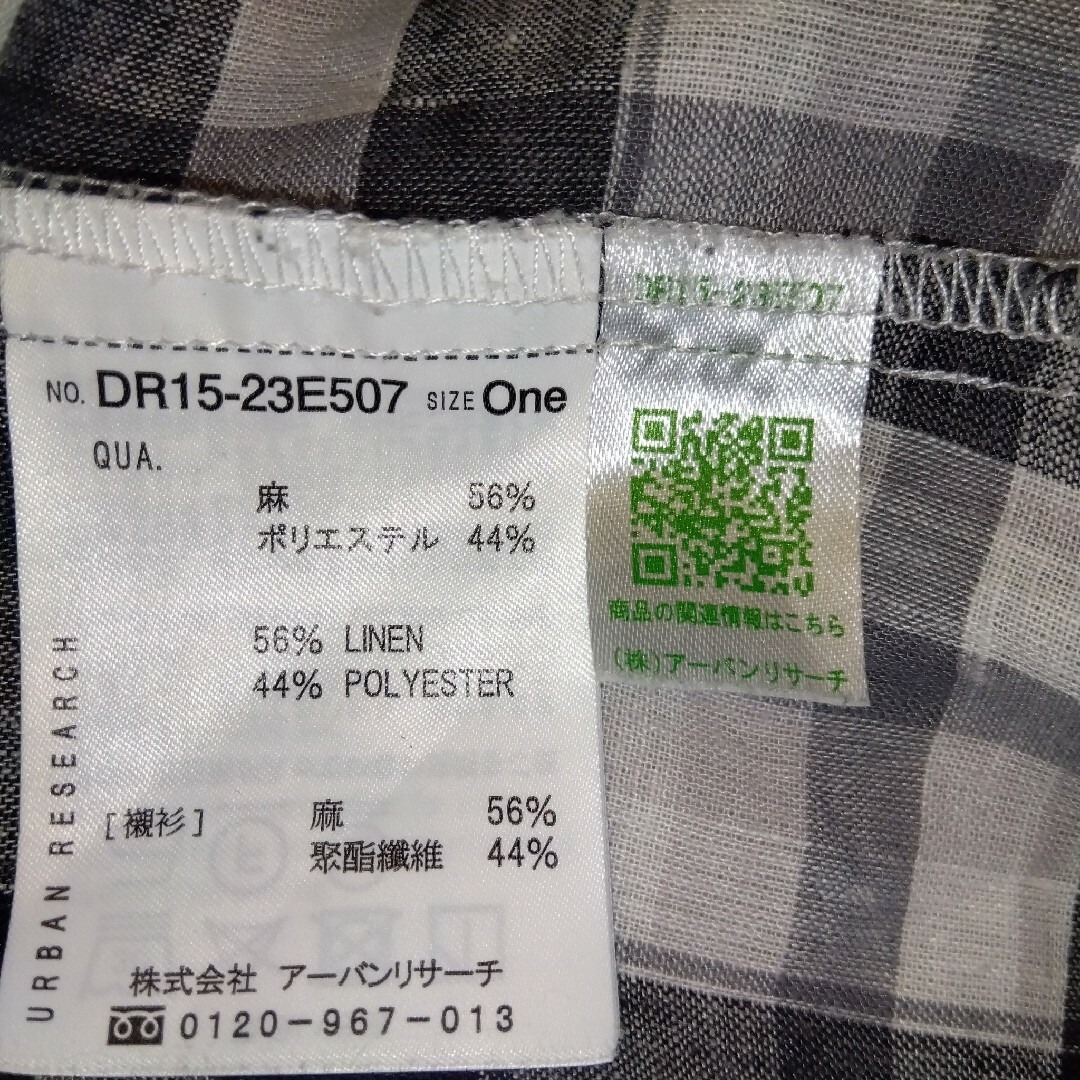 NO. DR15-23E507 SIZE One
QUA.
麻 56%
ポリエステル 44%
56% LINEN
44% POLYESTER
[襯衫] 麻 56%
聚酯纖維 44%
株式会社 アーバンリサーチ
0120-967-013
URBAN RESEARCH
DR15-23E507
商品の関連情報はこちら
(株)アーバンリサーチ